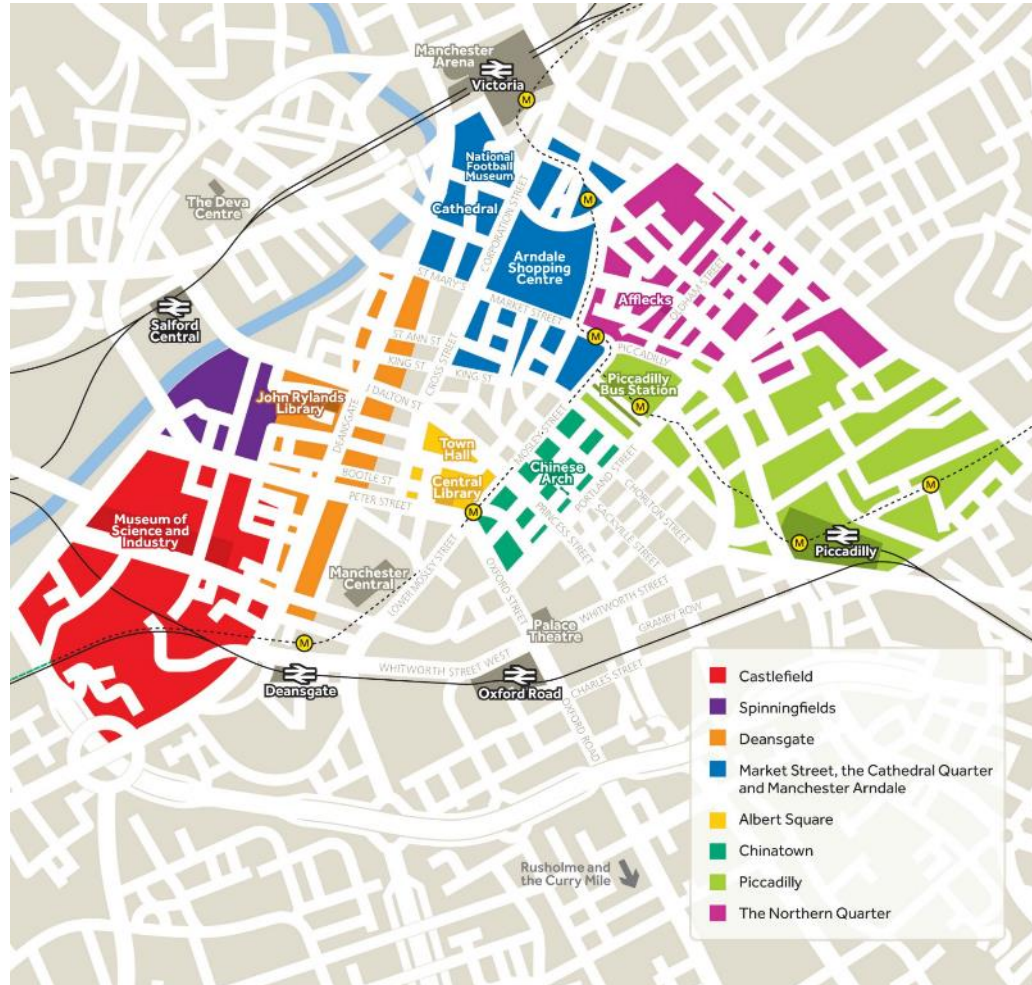 Manchester
Arena
Victoria
M
National
Football
Museum
The Deva
Centre
Cathedral
M
CORPORATION STREET
Arndale
Shopping
Centre
ST MARY'S
MARKET STREET
Afflecks
OLDHAM STREET
Salford
Central
ST ANN ST
M
PICCADILLY
KING ST
CROSS STREET
KING ST
Piccadilly
Bus Station
M
John Rylands
Library
J DALTON ST
DEANSGATE
MOSLEY STREET
Town
Hall
Chinese
Arch
PORTLAND STREET
BOOTLE ST
Central
Library
CHORLTON STREET
M
PETER STREET
M
PRINCESS STREET
SACKVILLE STREET
Museum of
Science and
Industry
M
Piccadilly
Manchester
Central
LOWER MOSLEY STREET
OXFORD STREET
WHITWORTH STREET
Palace
Theatre
GRANBY ROW
M
Deansgate
WHITWORTH STREET WEST
Oxford Road
CHARLES STREET
OXFORD ROAD
Castlefield
Spinningfields
Deansgate
Market Street, the Cathedral Quarter
and Manchester Arndale
Albert Square
Chinatown
Piccadilly
The Northern Quarter
Rusholme and
the Curry Mile